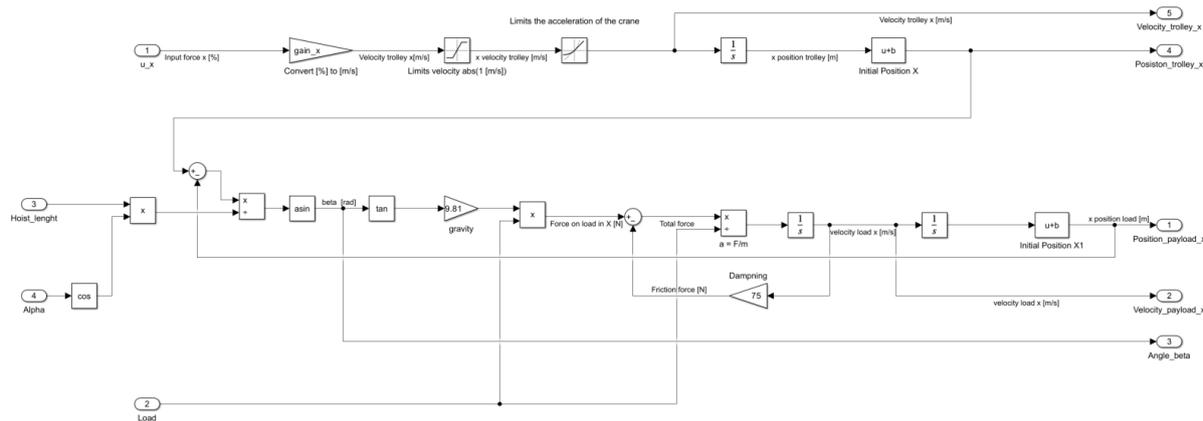 Limits the acceleration of the crane
Velocity trolley x [m/s]
5
Velocity_trolley_x
1
u_x
Input force x [%]
gain_x
Convert [%] to [m/s]
Velocity trolley x[m/s]
Limits velocity abs(1 [m/s])
x velocity trolley [m/s]
1
s
x position trolley [m]
u+b
Initial Position X
4
Posiston_trolley_x
+
-
3
Hoist_lenght
x
x
÷
asin
beta [rad]
tan
9.81
gravity
x
Force on load in X [N]
+
-
Total force
x
÷
a = F/m
1
s
velocity load x [m/s]
1
s
u+b
Initial Position X1
x position load [m]
1
Position_payload_x
4
Alpha
cos
Dampning
75
Friction force [N]
velocity load x [m/s]
2
Velocity_payload_x
3
Angle_beta
2
Load